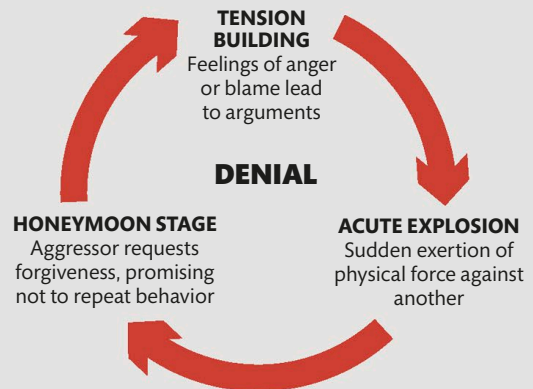 TENSION
BUILDING
Feelings of anger
or blame lead
to arguments
DENIAL
HONEYMOON STAGE
Aggressor requests
forgiveness, promising
not to repeat behavior
ACUTE EXPLOSION
Sudden exertion of
physical force against
another